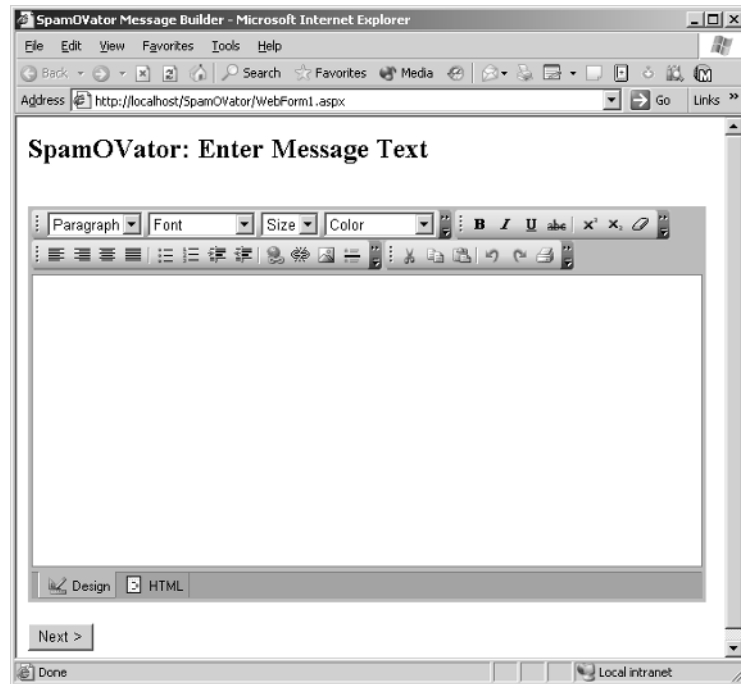 SpamOVator Message Builder - Microsoft Internet Explorer
File Edit View Favorites Tools Help
Back Search Favorites Media
Address http://localhost/SpamOVator/WebForm1.aspx Go Links »
SpamOVator: Enter Message Text
Paragraph Font Size Color B I U abc x² x₂
Design HTML
Next >
Done Local intranet